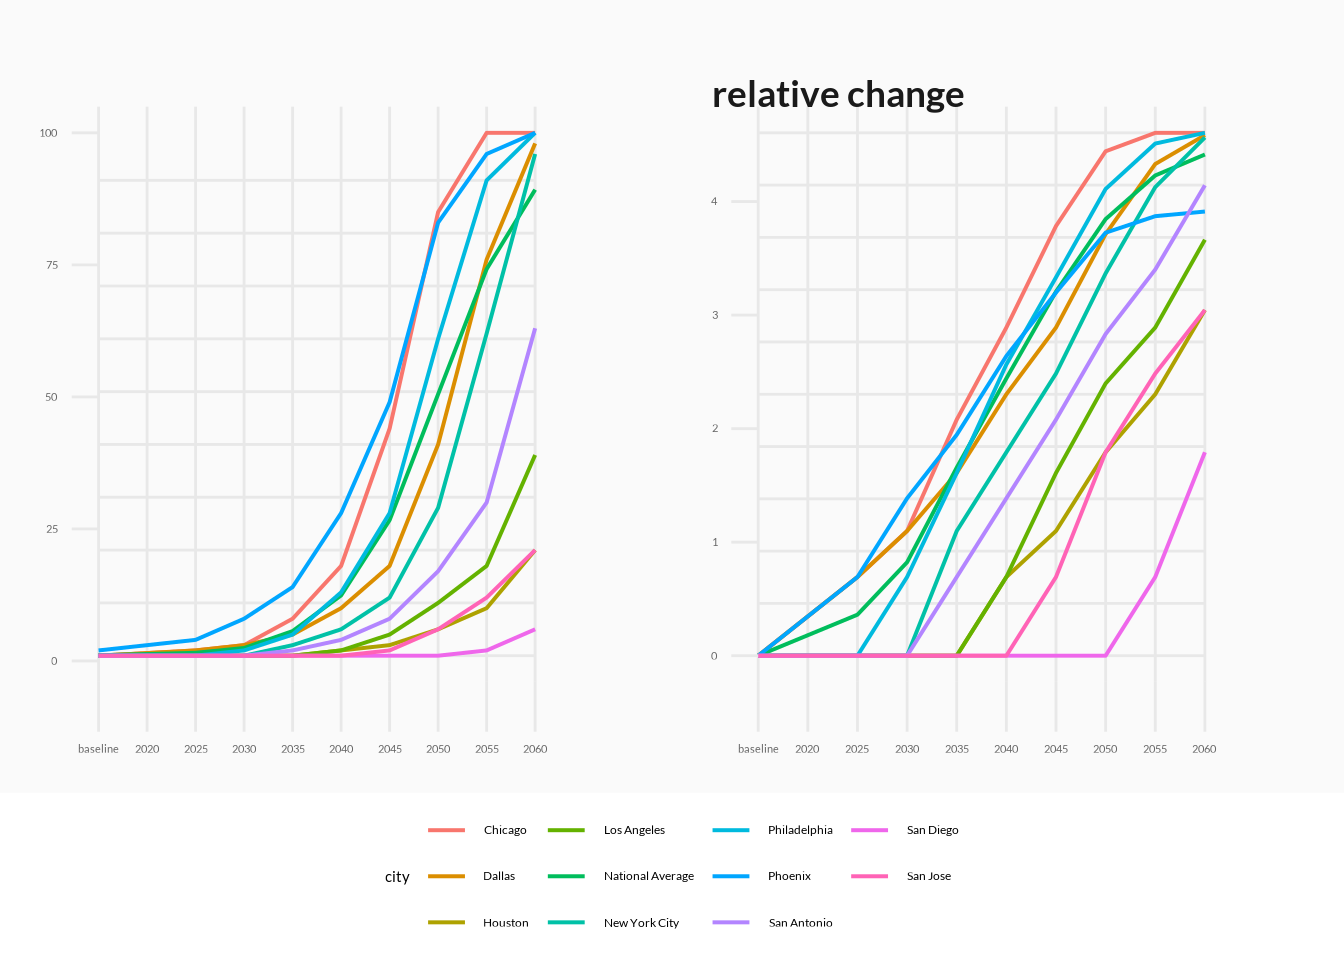 relative change
100
75
50
25
0
baseline 2020 2025 2030 2035 2040 2045 2050 2055 2060
4
3
2
1
0
baseline 2020 2025 2030 2035 2040 2045 2050 2055 2060
city
Chicago Los Angeles Philadelphia San Diego
Dallas National Average Phoenix San Jose
Houston New York City San Antonio